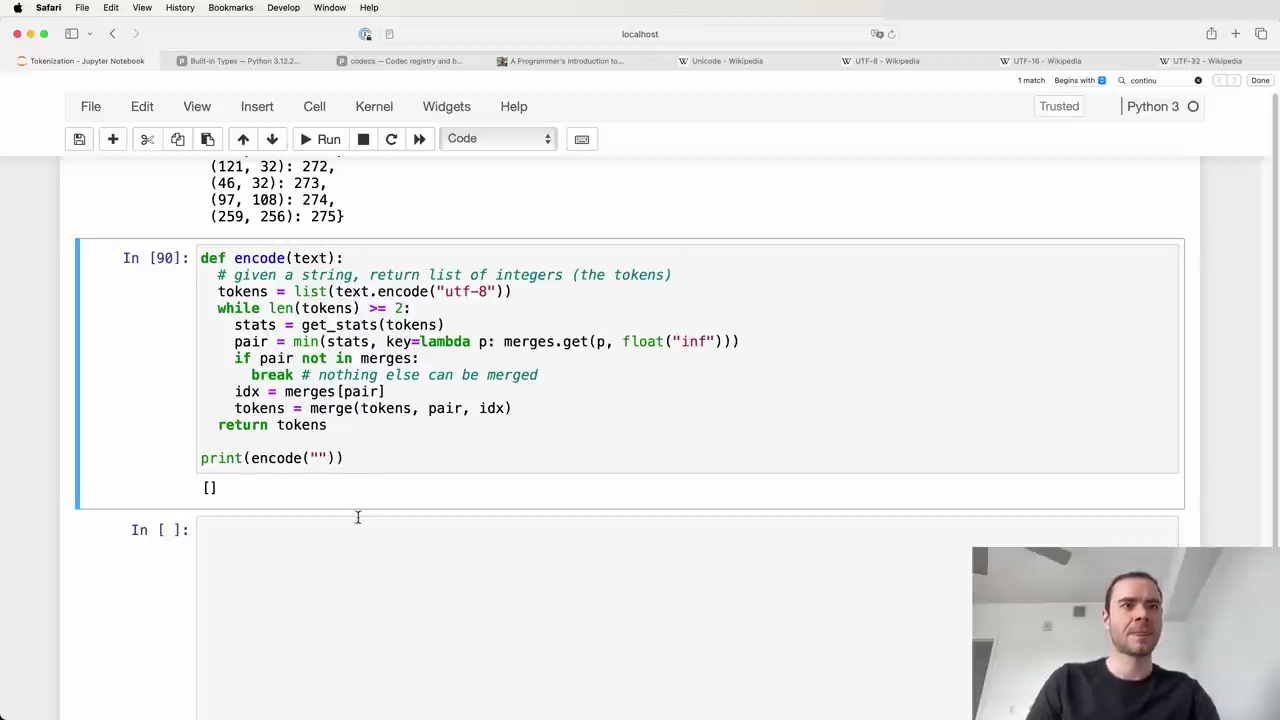 Safari File Edit View History Bookmarks Develop Window Help
localhost
Tokenization - Jupyter Notebook
Built-in Types — Python 3.12.2...
codecs — Codec registry and b...
A Programmer's Introduction to...
Unicode - Wikipedia
UTF-8 - Wikipedia
UTF-16 - Wikipedia
UTF-32 - Wikipedia
1 match Begins with continu Done
File Edit View Insert Cell Kernel Widgets Help Trusted Python 3
Run Code
(121, 32): 272,
(46, 32): 273,
(97, 108): 274,
(259, 256): 275}
In [90]: def encode(text):
# given a string, return list of integers (the tokens)
tokens = list(text.encode("utf-8"))
while len(tokens) >= 2:
stats = get_stats(tokens)
pair = min(stats, key=lambda p: merges.get(p, float("inf")))
if pair not in merges:
break # nothing else can be merged
idx = merges[pair]
tokens = merge(tokens, pair, idx)
return tokens
print(encode(""))
[]
In [ ]: